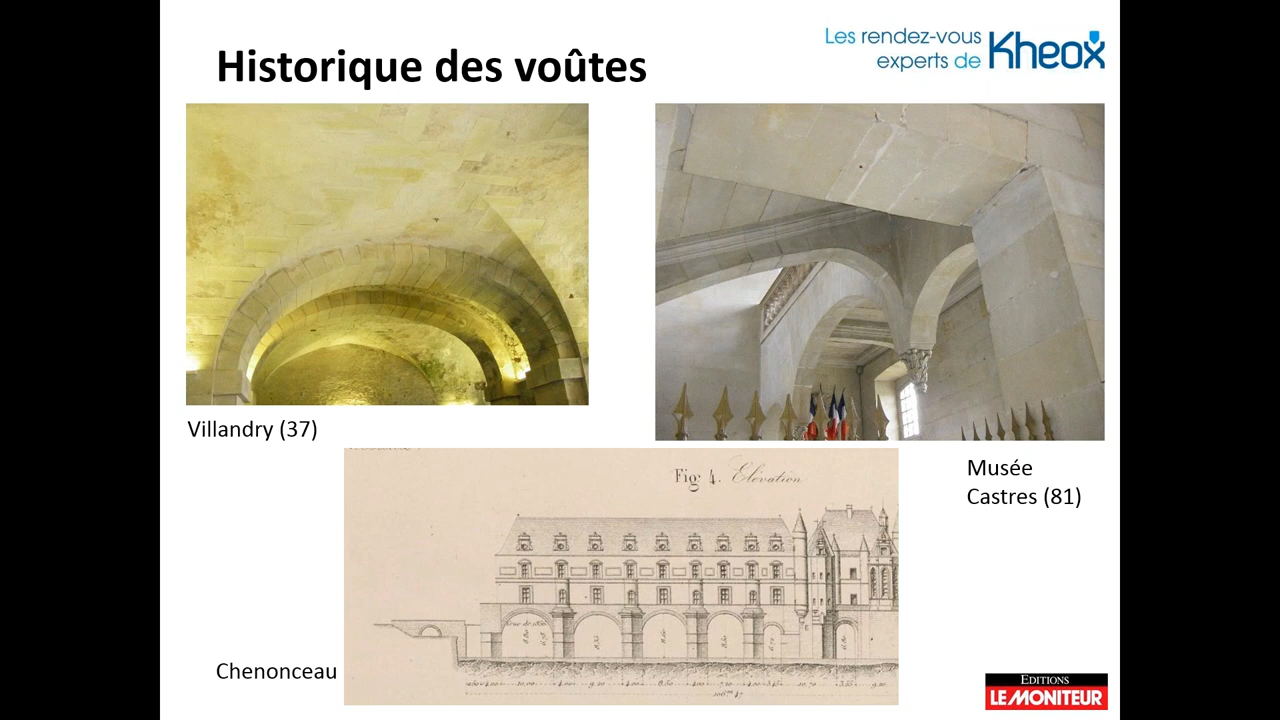 Historique des voûtes
Les rendez-vous
experts de Kheox
Villandry (37)
Musée
Castres (81)
Fig. 4. Elévation
Chenonceau
EDITIONS
LE MONITEUR